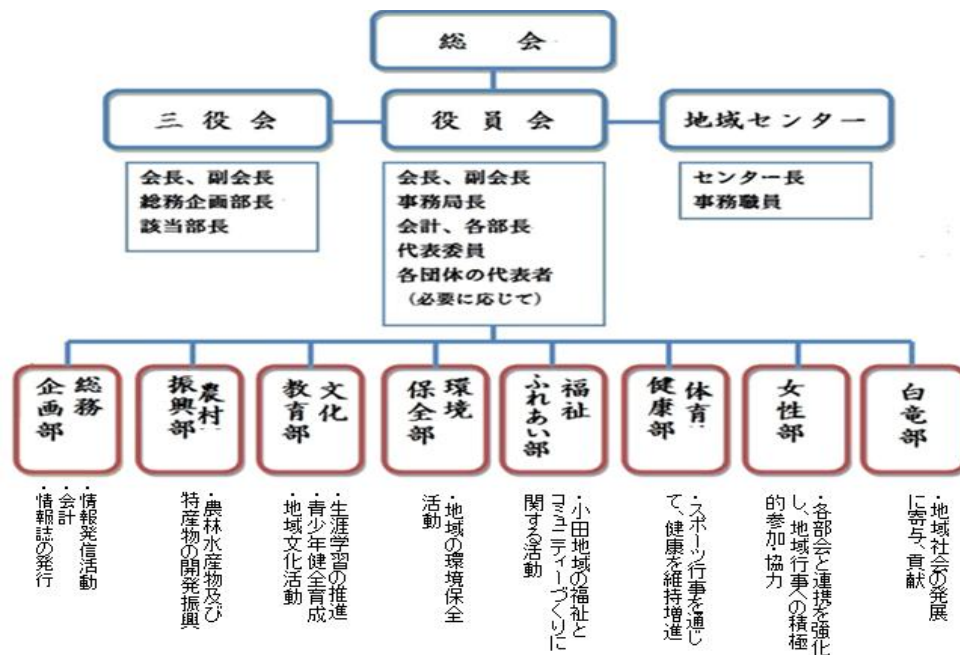 総会
三役会
役員会
地域センター
会長、副会長
総務企画部長
該当部長
会長、副会長
事務局長
会計、各部長
代表委員
各団体の代表者
(必要に応じて)
センター長
事務職員
総務
企画部
農村
振興部
文化
教育部
環境
保全部
福祉
ふれあい部
体育
健康部
女性部
白竜部
・情報発信活動
・会計
・情報誌の発行
・農林水産物及び
特産物の開発振興
・生涯学習の推進
・青少年健全育成
・地域文化活動
・地域の環境保全
活動
・小田地域の福祉と
コミュニティーづくりに
関する活動
・スポーツ行事を通じ
て、健康を維持増進
・各部会と連携を強化
し、地域行事への積極
的参加・協力
・地域社会の発展
に寄与、貢献